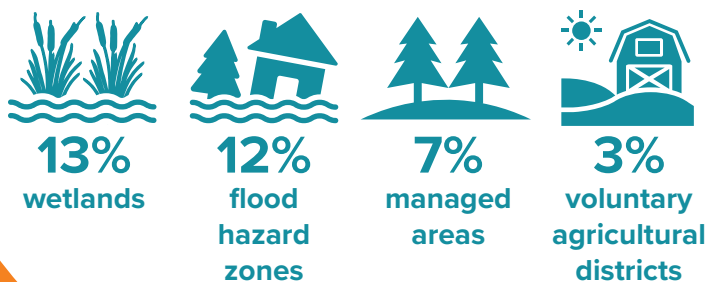 13%
wetlands
12%
flood
hazard
zones
7%
managed
areas
3%
voluntary
agricultural
districts